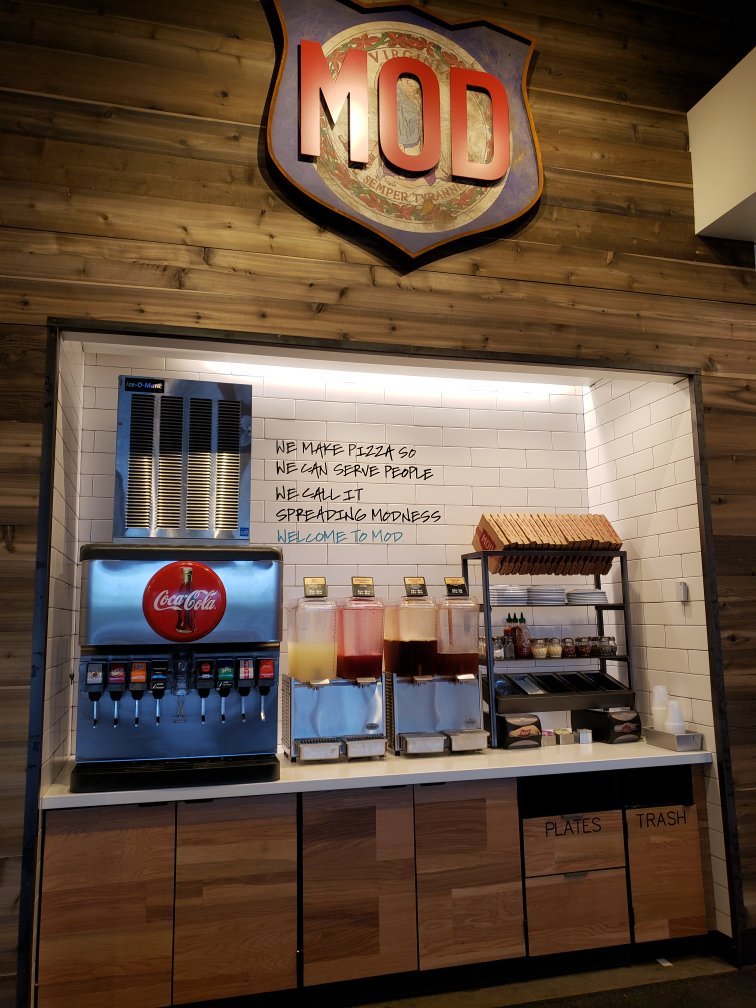 VIRGINIA
MOD
SEMPER TYRANNIS
Ice-O-Matic
WE MAKE PIZZA SO
WE CAN SERVE PEOPLE
WE CALL IT
SPREADING MODNESS
WELCOME TO MOD
Coca-Cola
PLATES
TRASH